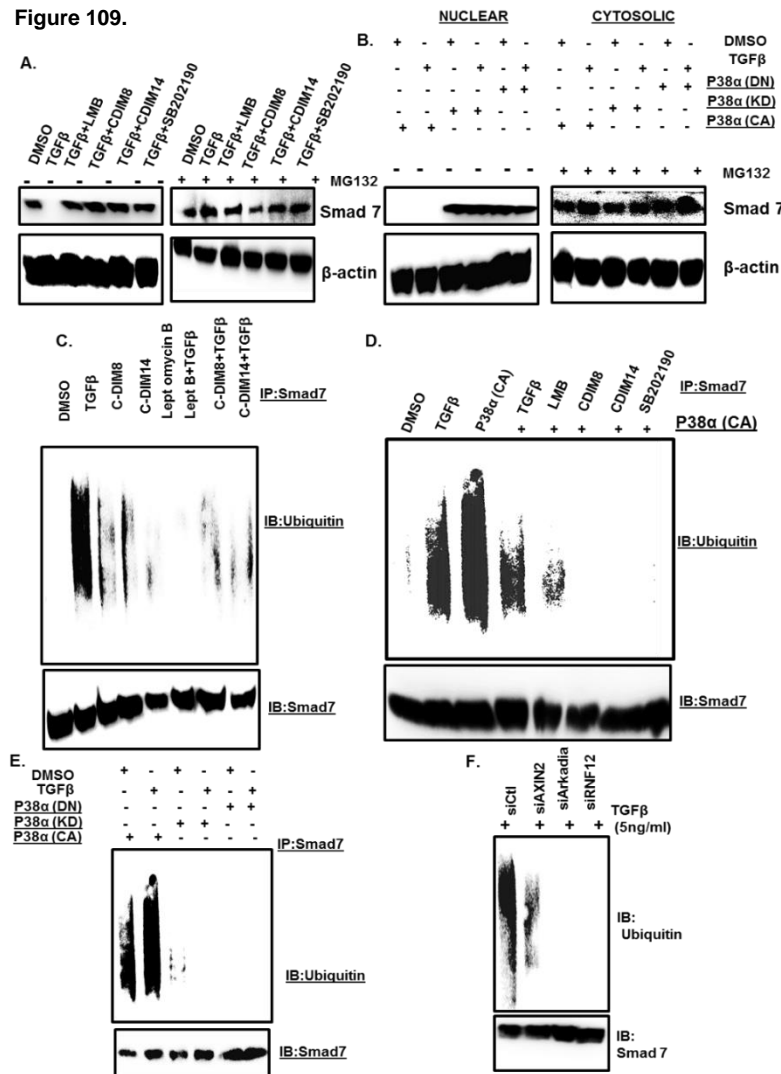 Figure 109.
A.
DMSO
TGFβ
TGFβ+LMB
TGFβ+CDIM8
TGFβ+CDIM14
TGFβ+SB202190
DMSO
TGFβ
TGFβ+LMB
TGFβ+CDIM8
TGFβ+CDIM14
TGFβ+SB202190
- - - - - - + + + + + + MG132
Smad 7
β-actin
B.
NUCLEAR CYTOSOLIC
+ - + - + - + - + - + - DMSO
- + - + - + - + - + - + TGFβ
- - - - + + - - - - + + P38α (DN)
- - + + - - - - + + - - P38α (KD)
+ + - - - - + + - - - - P38α (CA)
- - - - - - + + + + + + MG132
Smad 7
β-actin
C.
DMSO
TGFβ
C-DIM8
C-DIM14
Lept omycin B
Lept B+TGFβ
C-DIM8+TGFβ
C-DIM14+TGFβ
IP:Smad7
IB:Ubiquitin
IB:Smad7
D.
DMSO
TGFβ
P38α (CA)
TGFβ
LMB
CDIM8
CDIM14
SB202190
IP:Smad7
+ + + + + P38α (CA)
IB:Ubiquitin
IB:Smad7
E.
DMSO + - + - + -
TGFβ - + - + - +
P38α (DN) - - - - + +
P38α (KD) - - + + - -
P38α (CA) + + - - - -
IP:Smad7
IB:Ubiquitin
IB:Smad7
F.
siCtl
siAXIN2
siArkadia
siRNF12
+ + + + TGFβ
(5ng/ml)
IB:
Ubiquitin
IB:
Smad 7